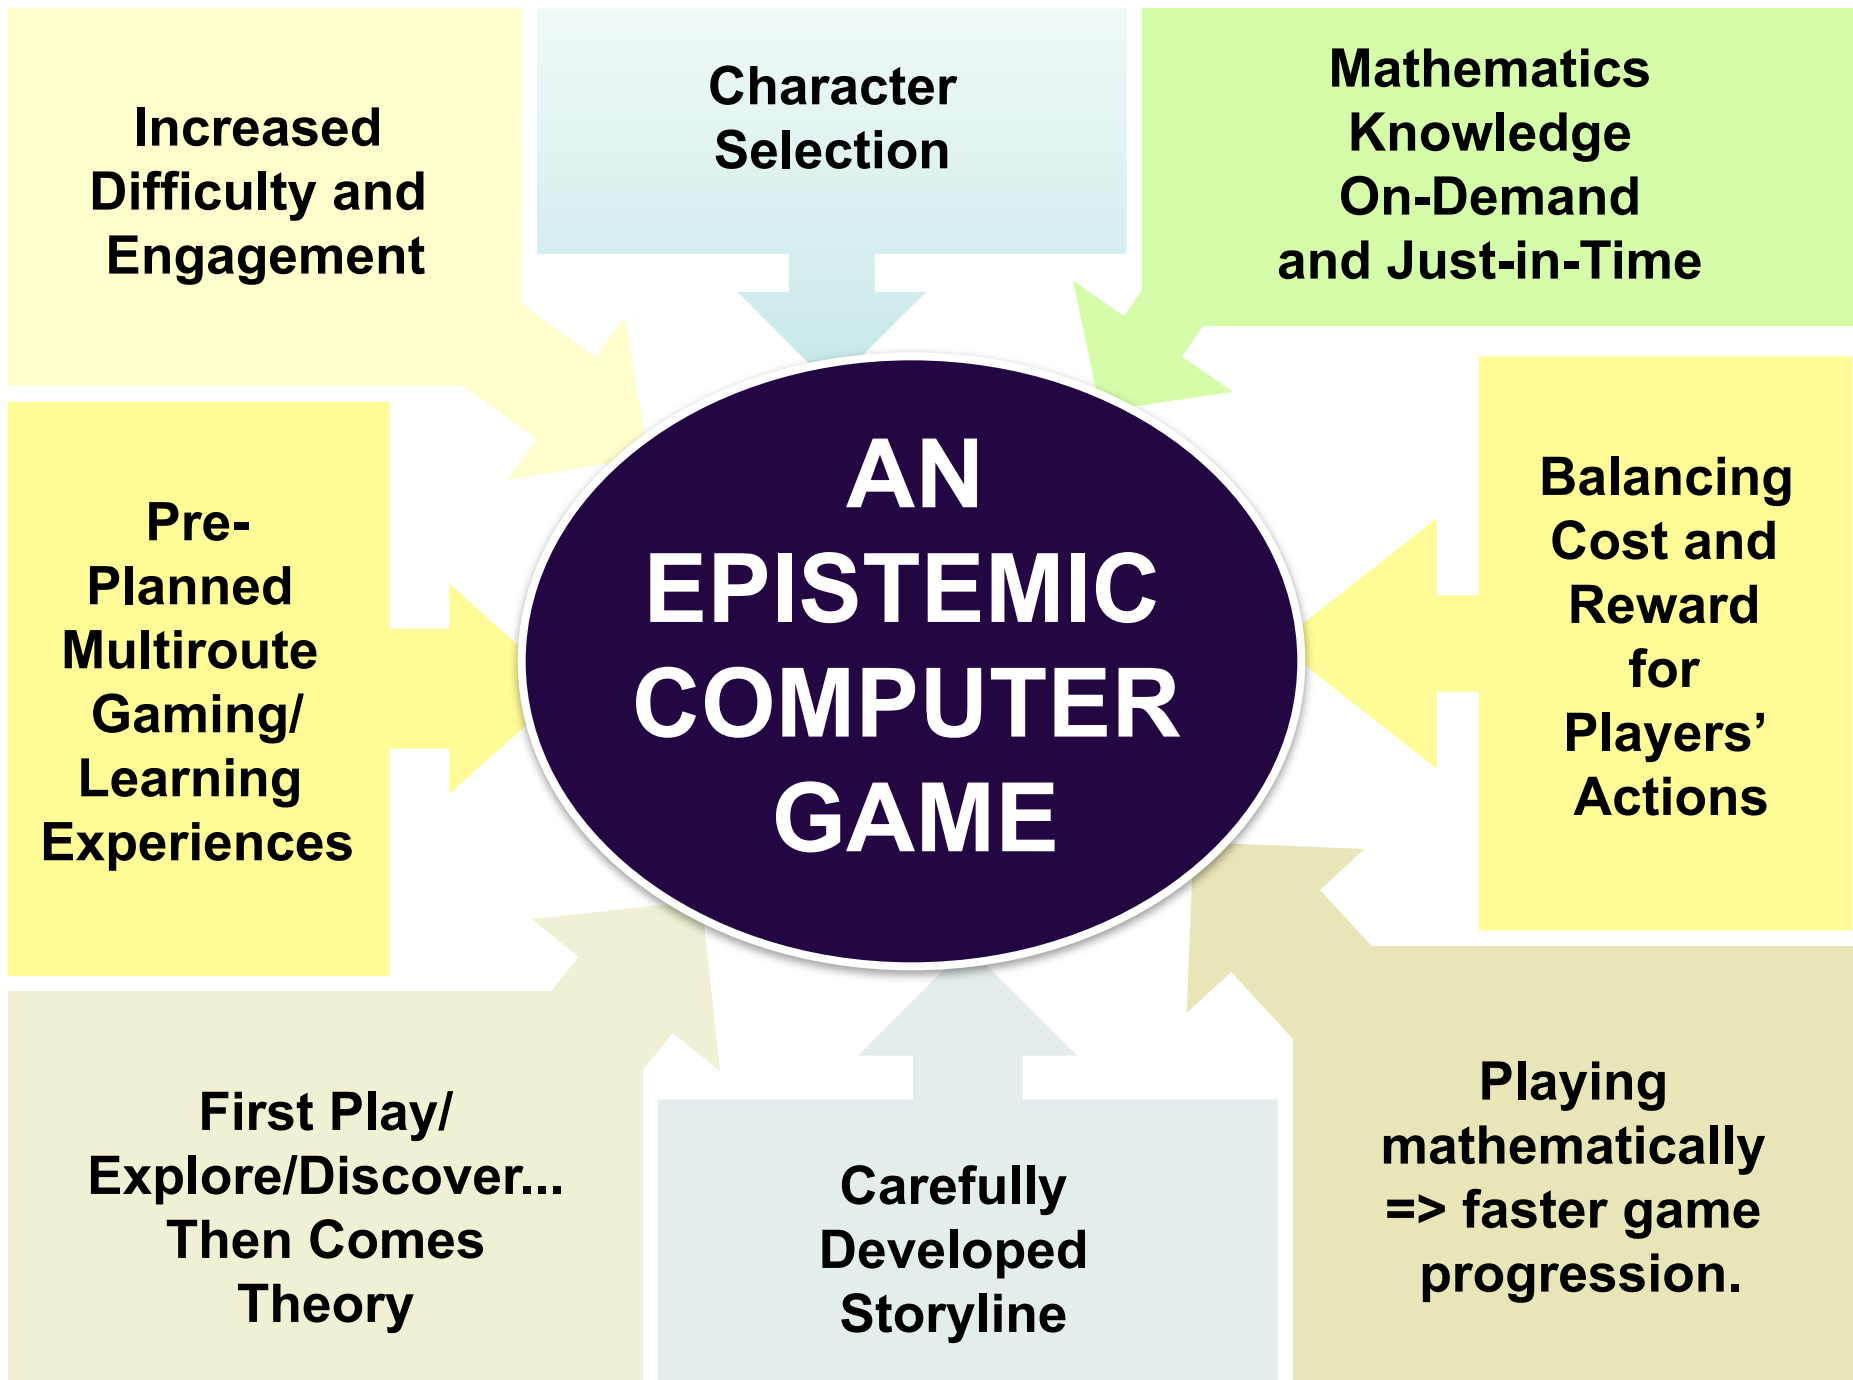 Increased
Difficulty and
Engagement
Character
Selection
Mathematics
Knowledge
On-Demand
and Just-in-Time
Pre-
Planned
Multiroute
Gaming/
Learning
Experiences
AN
EPISTEMIC
COMPUTER
GAME
Balancing
Cost and
Reward
for
Players’
Actions
First Play/
Explore/Discover...
Then Comes
Theory
Carefully
Developed
Storyline
Playing
mathematically
=> faster game
progression.